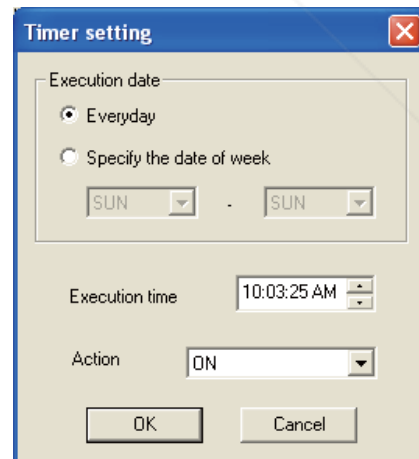 Timer setting
Execution date
Everyday
Specify the date of week
SUN - SUN
Execution time 10:03:25 AM
Action ON
OK Cancel